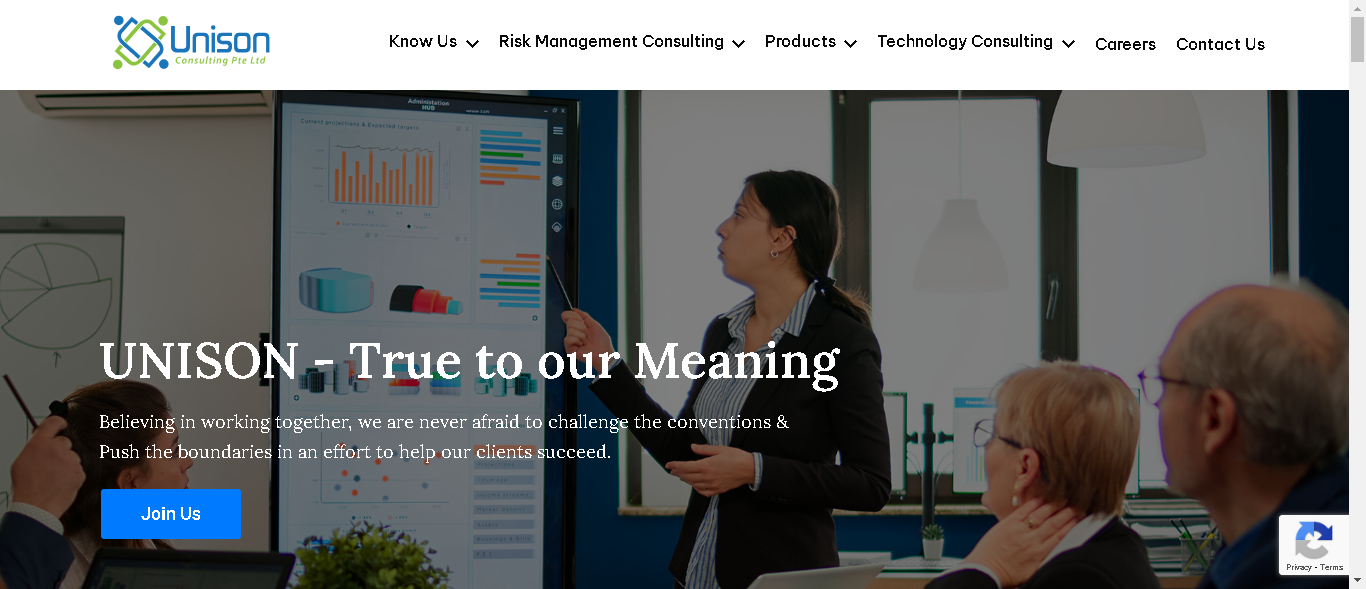 Unison
Consulting Pte Ltd
Know Us
Risk Management Consulting
Products
Technology Consulting
Careers
Contact Us
Administation
HUB
Current projections & Expected targets
UNISON - True to our Meaning
Believing in working together, we are never afraid to challenge the conventions &
Push the boundaries in an effort to help our clients succeed.
Join Us
Privacy - Terms